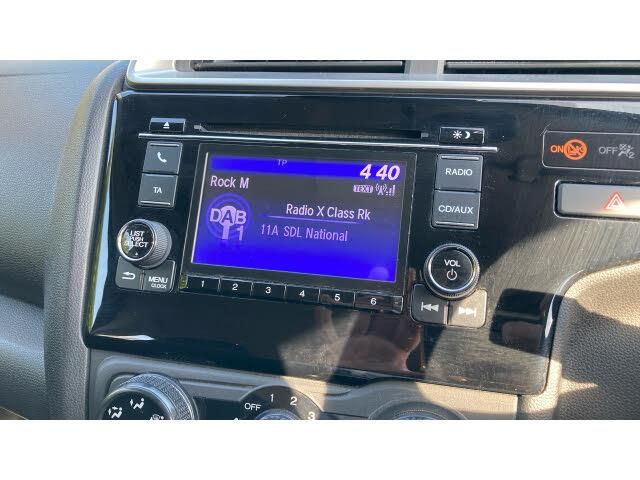 TP
4 40
Rock M
TEXT
Radio X Class Rk
DAB
1
11A SDL National
TA
LIST
PUSH
SELECT
MENU
CLOCK
1 2 3 4 5 6
RADIO
CD/AUX
VOL
ON
OFF
OFF
1
2
3